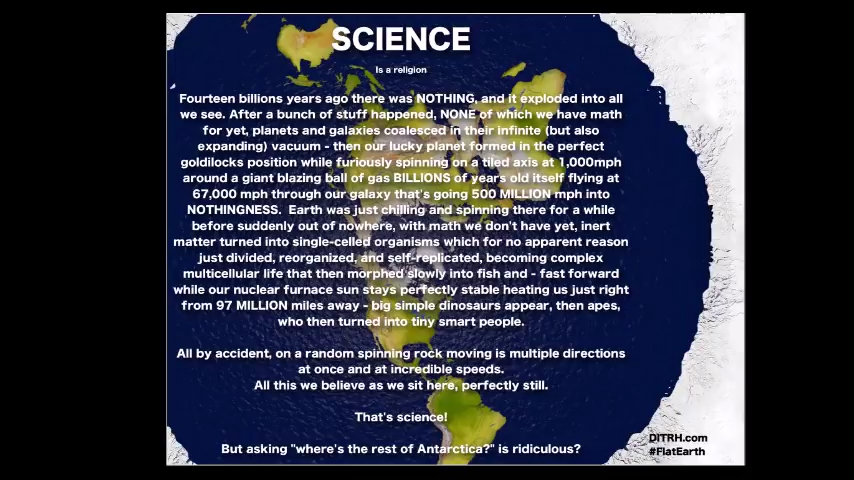 SCIENCE
Is a religion
Fourteen billions years ago there was NOTHING, and it exploded into all
we see. After a bunch of stuff happened, NONE of which we have math
for yet, planets and galaxies coalesced in their infinite (but also
expanding) vacuum - then our lucky planet formed in the perfect
goldilocks position while furiously spinning on a tiled axis at 1,000mph
around a giant blazing ball of gas BILLIONS of years old itself flying at
67,000 mph through our galaxy that's going 500 MILLION mph into
NOTHINGNESS. Earth was just chilling and spinning there for a while
before suddenly out of nowhere, with math we don't have yet, inert
matter turned into single-celled organisms which for no apparent reason
just divided, reorganized, and self-replicated, becoming complex
multicellular life that then morphed slowly into fish and - fast forward
while our nuclear furnace sun stays perfectly stable heating us just right
from 97 MILLION miles away - big simple dinosaurs appear, then apes,
who then turned into tiny smart people.
All by accident, on a random spinning rock moving is multiple directions
at once and at incredible speeds.
All this we believe as we sit here, perfectly still.
That's science!
But asking "where's the rest of Antarctica?" is ridiculous?
DITRH.com
#FlatEarth